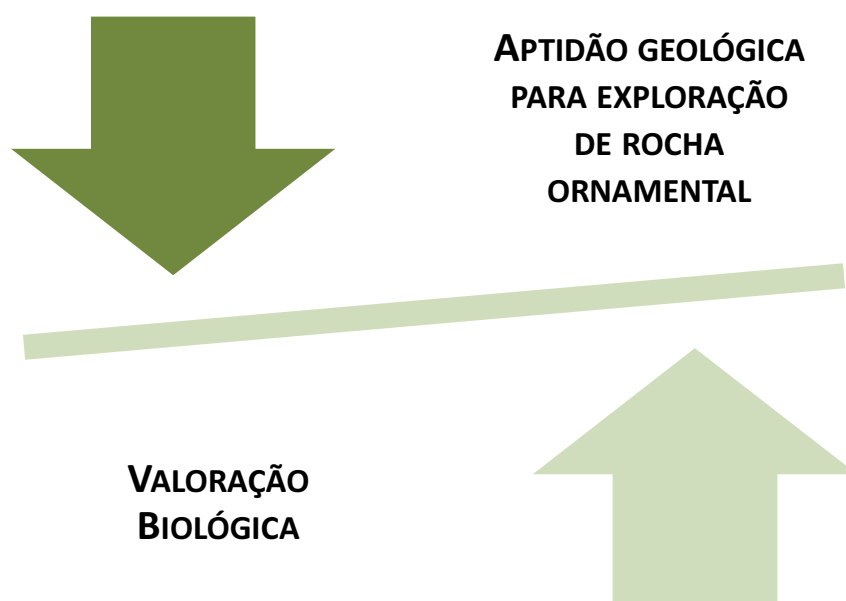 APTIDÃO GEOLÓGICA
PARA EXPLORAÇÃO
DE ROCHA
ORNAMENTAL
VALORAÇÃO
BIOLÓGICA